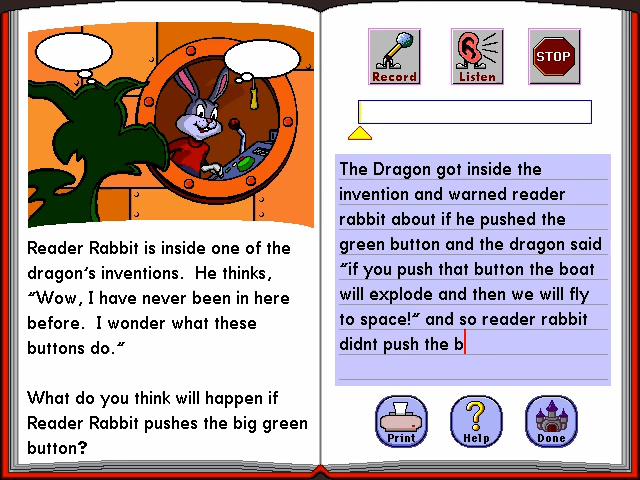 Reader Rabbit is inside one of the
dragon's inventions.  He thinks,
"Wow, I have never been in here
before.  I wonder what these
buttons do."
What do you think will happen if
Reader Rabbit pushes the big green
button?
Record
Listen
STOP
The Dragon got inside the
invention and warned reader
rabbit about if he pushed the
green button and the dragon said
"if you push that button the boat
will explode and then we will fly
to space!" and so reader rabbit
didnt push the b
Print
Help
Done